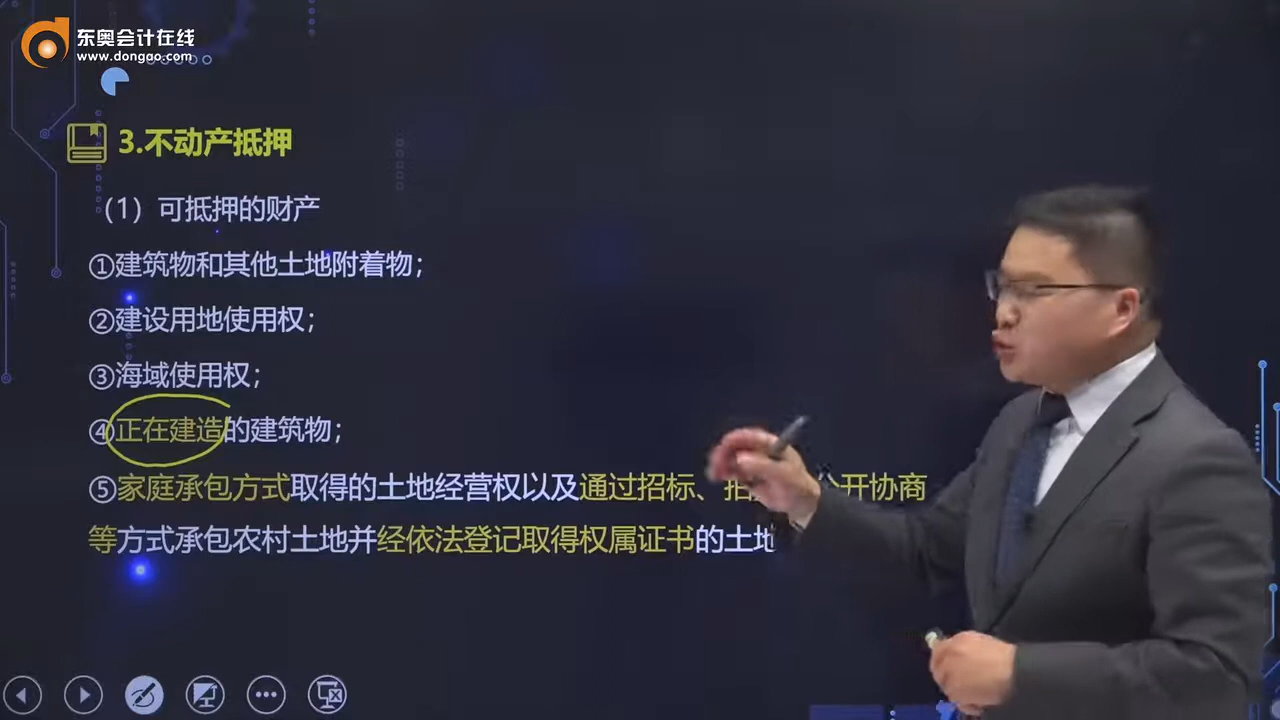 东奥会计在线
www.dongao.com
3.不动产抵押
（1）可抵押的财产
①建筑物和其他土地附着物；
②建设用地使用权；
③海域使用权；
④正在建造的建筑物；
⑤家庭承包方式取得的土地经营权以及通过招标、 公开协商
等方式承包农村土地并经依法登记取得权属证书的土地